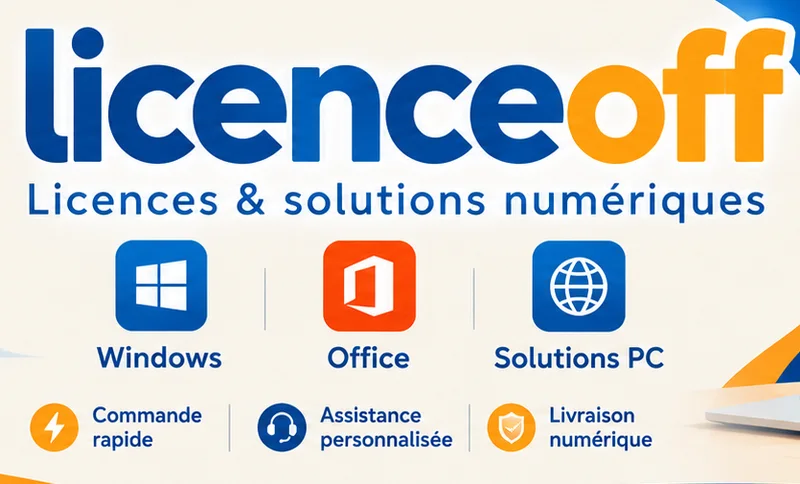 licenceoff
Licences & solutions numériques
Windows
Office
Solutions PC
Commande
rapide
Assistance
personnalisée
Livraison
numérique